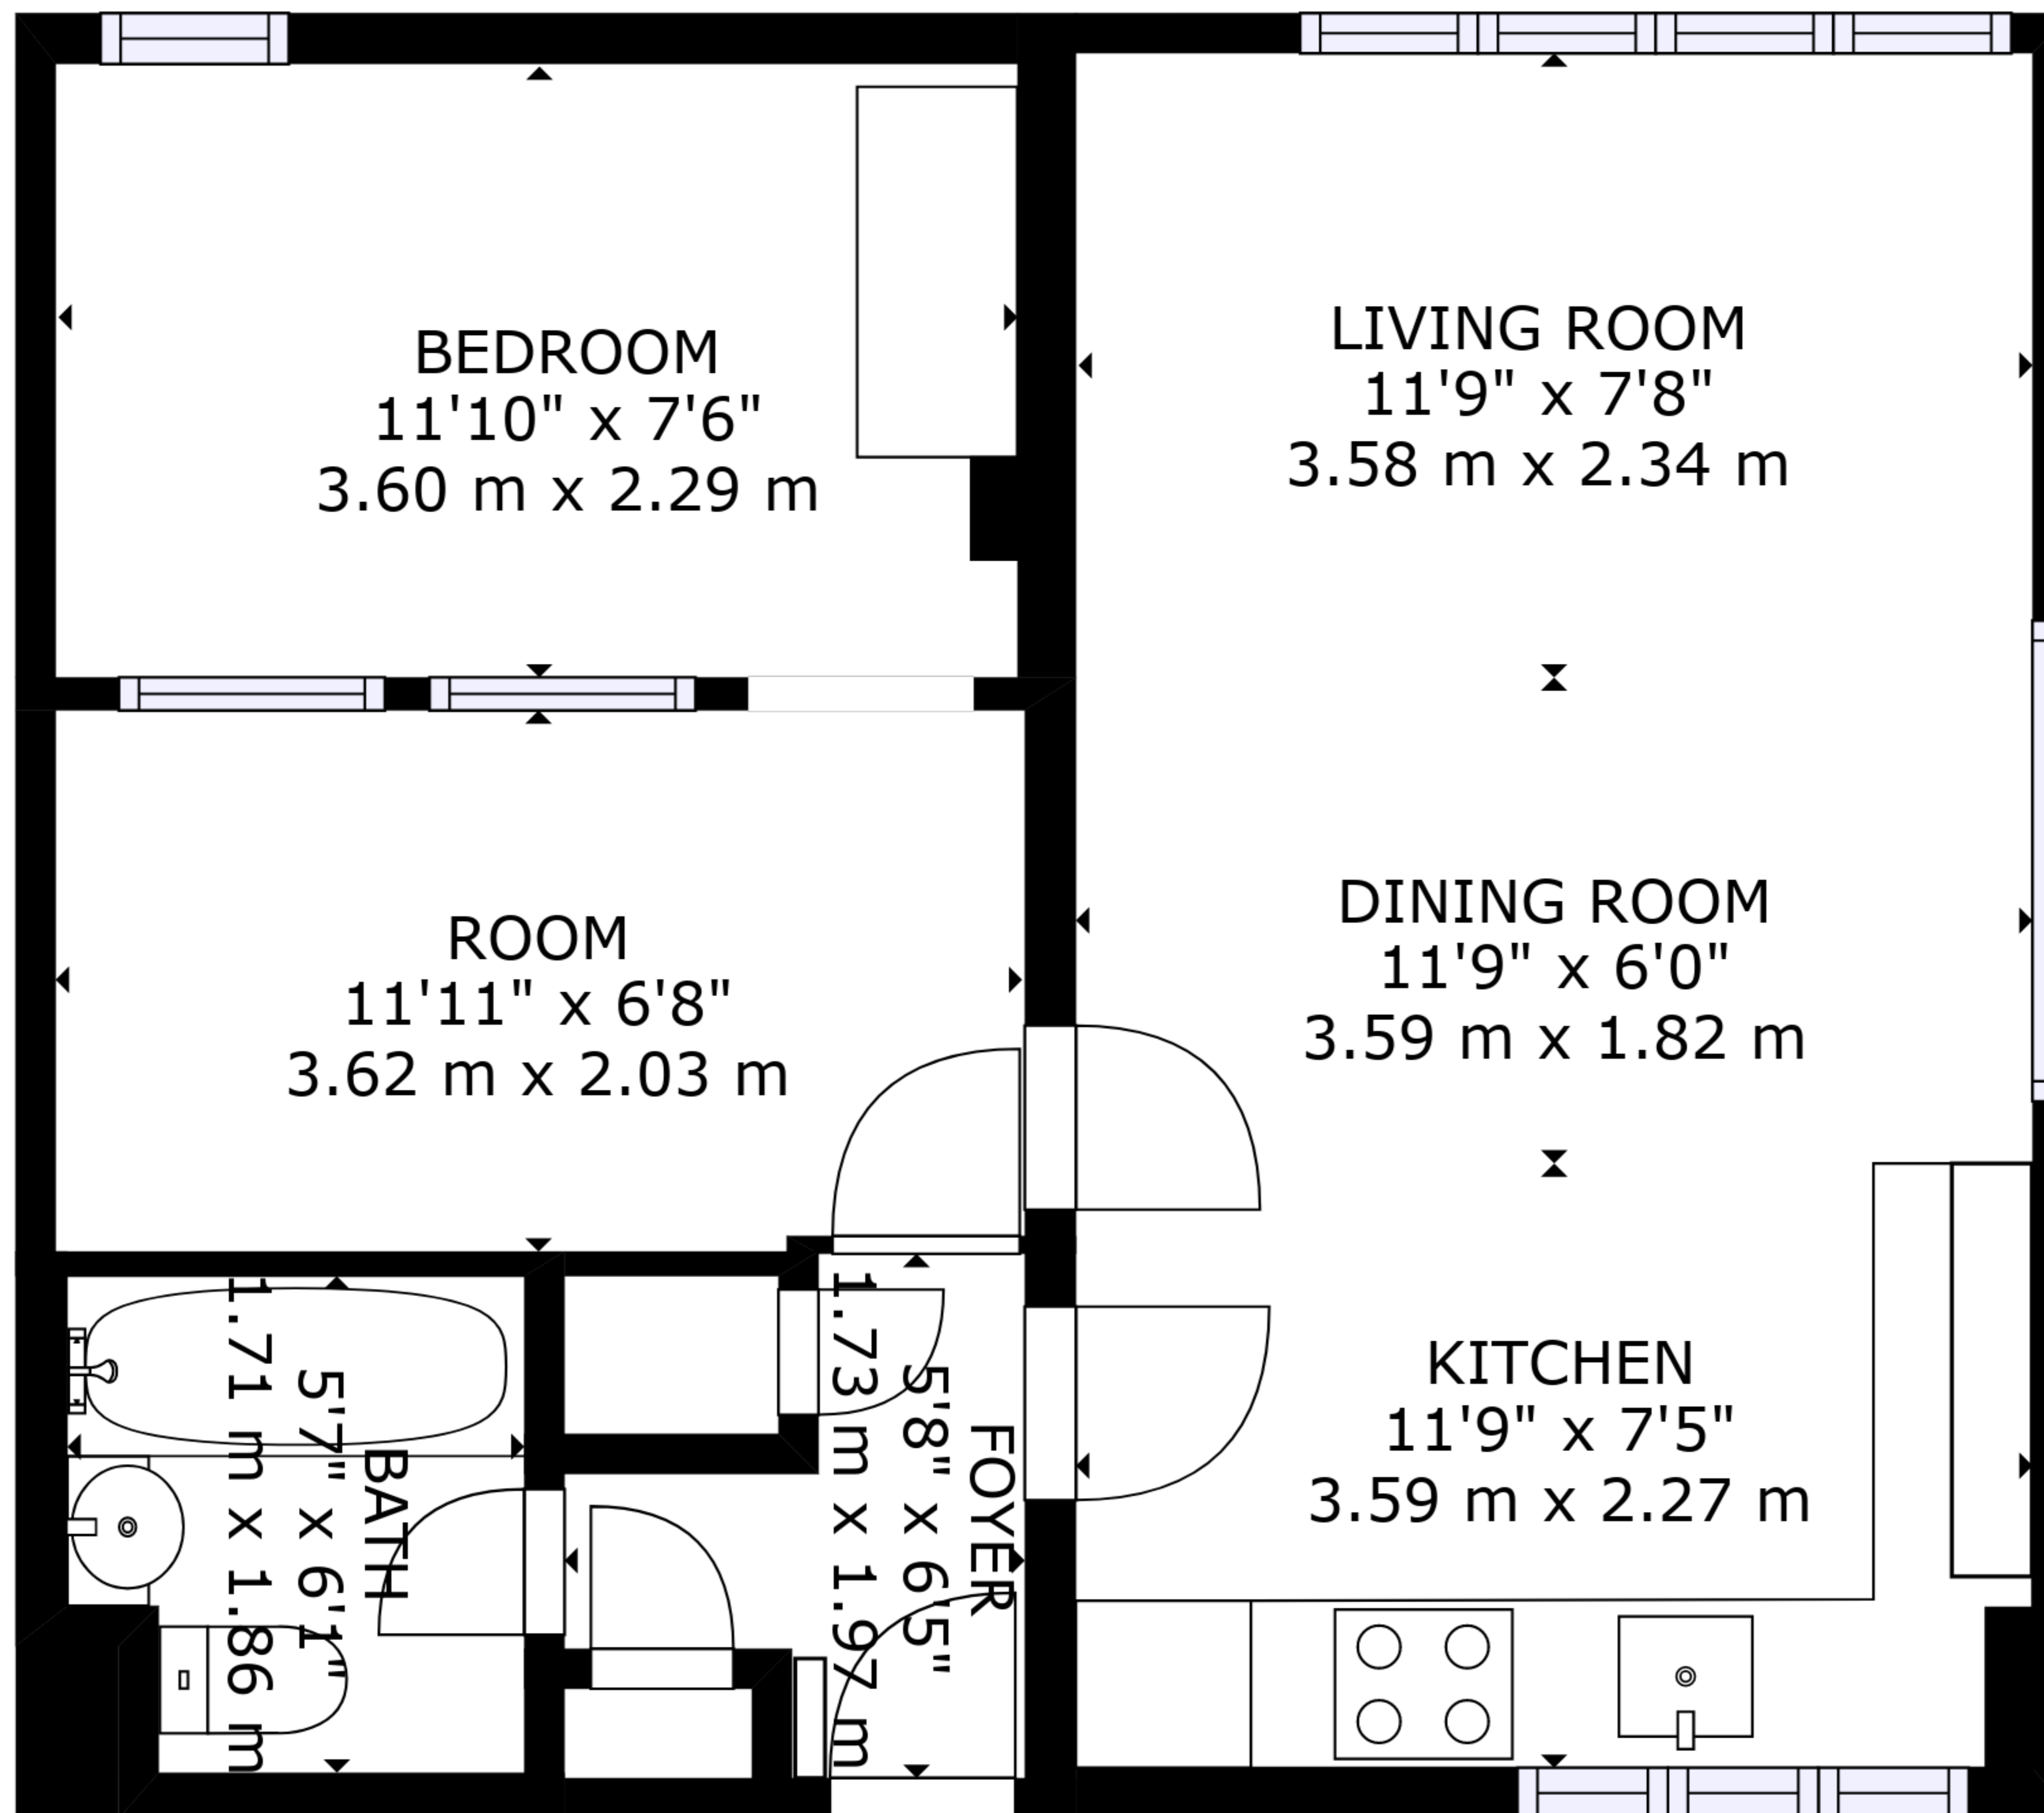 BEDROOM
11'10" x 7'6"
3.60 m x 2.29 m
LIVING ROOM
11'9" x 7'8"
3.58 m x 2.34 m
ROOM
11'11" x 6'8"
3.62 m x 2.03 m
DINING ROOM
11'9" x 6'0"
3.59 m x 1.82 m
BATH
5'7" x 6'1"
1.71 m x 1.86 m
FOYER
5'8" x 6'5"
1.73 m x 1.97 m
KITCHEN
11'9" x 7'5"
3.59 m x 2.27 m